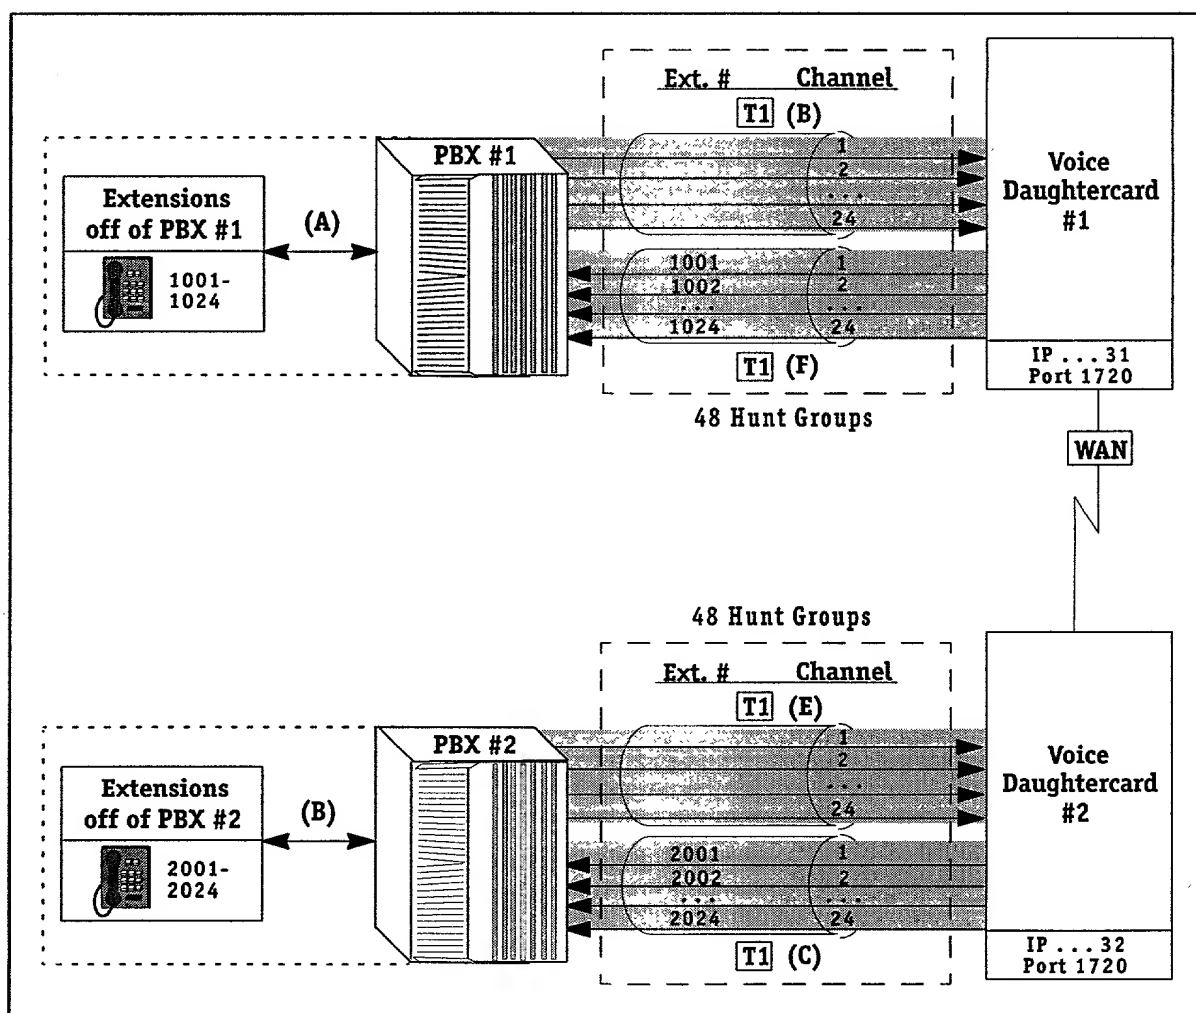 Ext. # Channel
T1 (B)
PBX #1
1
2
. . .
24
Extensions
off of PBX #1
(A)
1001-
1024
1001 1
1002 2
. . . . . .
1024 24
T1 (F)
48 Hunt Groups
Voice
Daughtercard
#1
IP . . . 31
Port 1720
WAN
48 Hunt Groups
Ext. # Channel
T1 (E)
PBX #2
1
2
. . .
24
Extensions
off of PBX #2
(B)
2001-
2024
2001 1
2002 2
. . . . . .
2024 24
T1 (C)
Voice
Daughtercard
#2
IP . . . 32
Port 1720